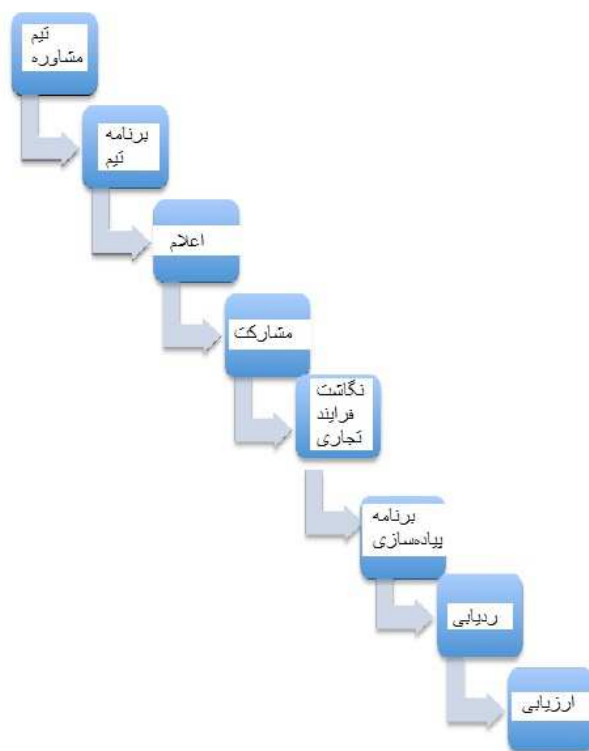 تیم
مشاوره
برنامه
تیم
اعلام
مشارکت
نگاشت
فرایند
تجاری
برنامه
پیاده‌سازی
ردیابی
ارزیابی